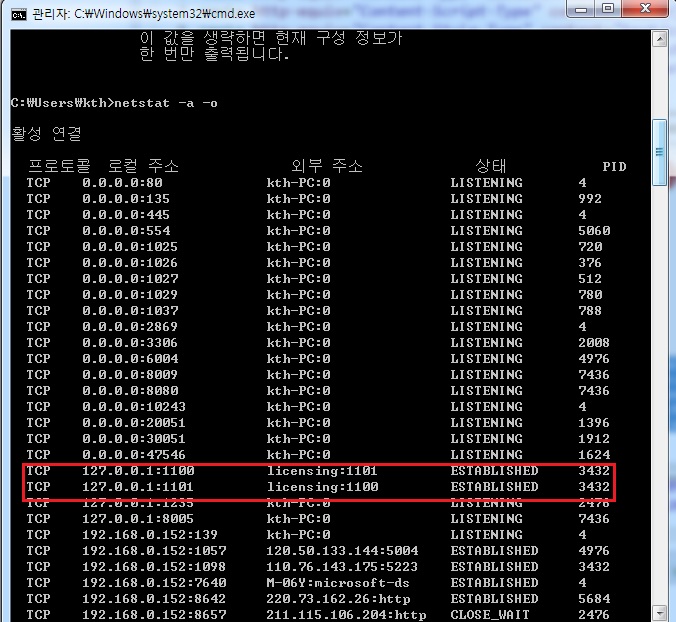 관리자: C:\Windows\system32\cmd.exe
이 값을 생략하면 현재 구성 정보가
한 번만 출력됩니다.
C:\Users\kth>netstat -a -o
활성 연결
프로토콜 로컬 주소 외부 주소 상태 PID
TCP 0.0.0.0:80 kth-PC:0 LISTENING 4
TCP 0.0.0.0:135 kth-PC:0 LISTENING 992
TCP 0.0.0.0:445 kth-PC:0 LISTENING 4
TCP 0.0.0.0:554 kth-PC:0 LISTENING 5060
TCP 0.0.0.0:1025 kth-PC:0 LISTENING 720
TCP 0.0.0.0:1026 kth-PC:0 LISTENING 376
TCP 0.0.0.0:1027 kth-PC:0 LISTENING 512
TCP 0.0.0.0:1029 kth-PC:0 LISTENING 780
TCP 0.0.0.0:1037 kth-PC:0 LISTENING 788
TCP 0.0.0.0:2869 kth-PC:0 LISTENING 4
TCP 0.0.0.0:3306 kth-PC:0 LISTENING 2008
TCP 0.0.0.0:6004 kth-PC:0 LISTENING 4976
TCP 0.0.0.0:8009 kth-PC:0 LISTENING 7436
TCP 0.0.0.0:8080 kth-PC:0 LISTENING 7436
TCP 0.0.0.0:10243 kth-PC:0 LISTENING 4
TCP 0.0.0.0:20051 kth-PC:0 LISTENING 1396
TCP 0.0.0.0:30051 kth-PC:0 LISTENING 1912
TCP 0.0.0.0:47546 kth-PC:0 LISTENING 1624
TCP 127.0.0.1:1100 licensing:1101 ESTABLISHED 3432
TCP 127.0.0.1:1101 licensing:1100 ESTABLISHED 3432
TCP 127.0.0.1:1235 kth-PC:0 LISTENING 2476
TCP 127.0.0.1:8005 kth-PC:0 LISTENING 7436
TCP 192.168.0.152:139 kth-PC:0 LISTENING 4
TCP 192.168.0.152:1057 120.50.133.144:5004 ESTABLISHED 4976
TCP 192.168.0.152:1098 110.76.143.175:5223 ESTABLISHED 3432
TCP 192.168.0.152:7640 M-06Y:microsoft-ds ESTABLISHED 4
TCP 192.168.0.152:8642 220.73.162.26:http ESTABLISHED 5684
TCP 192.168.0.152:8657 211.115.106.204:http CLOSE_WAIT 2476